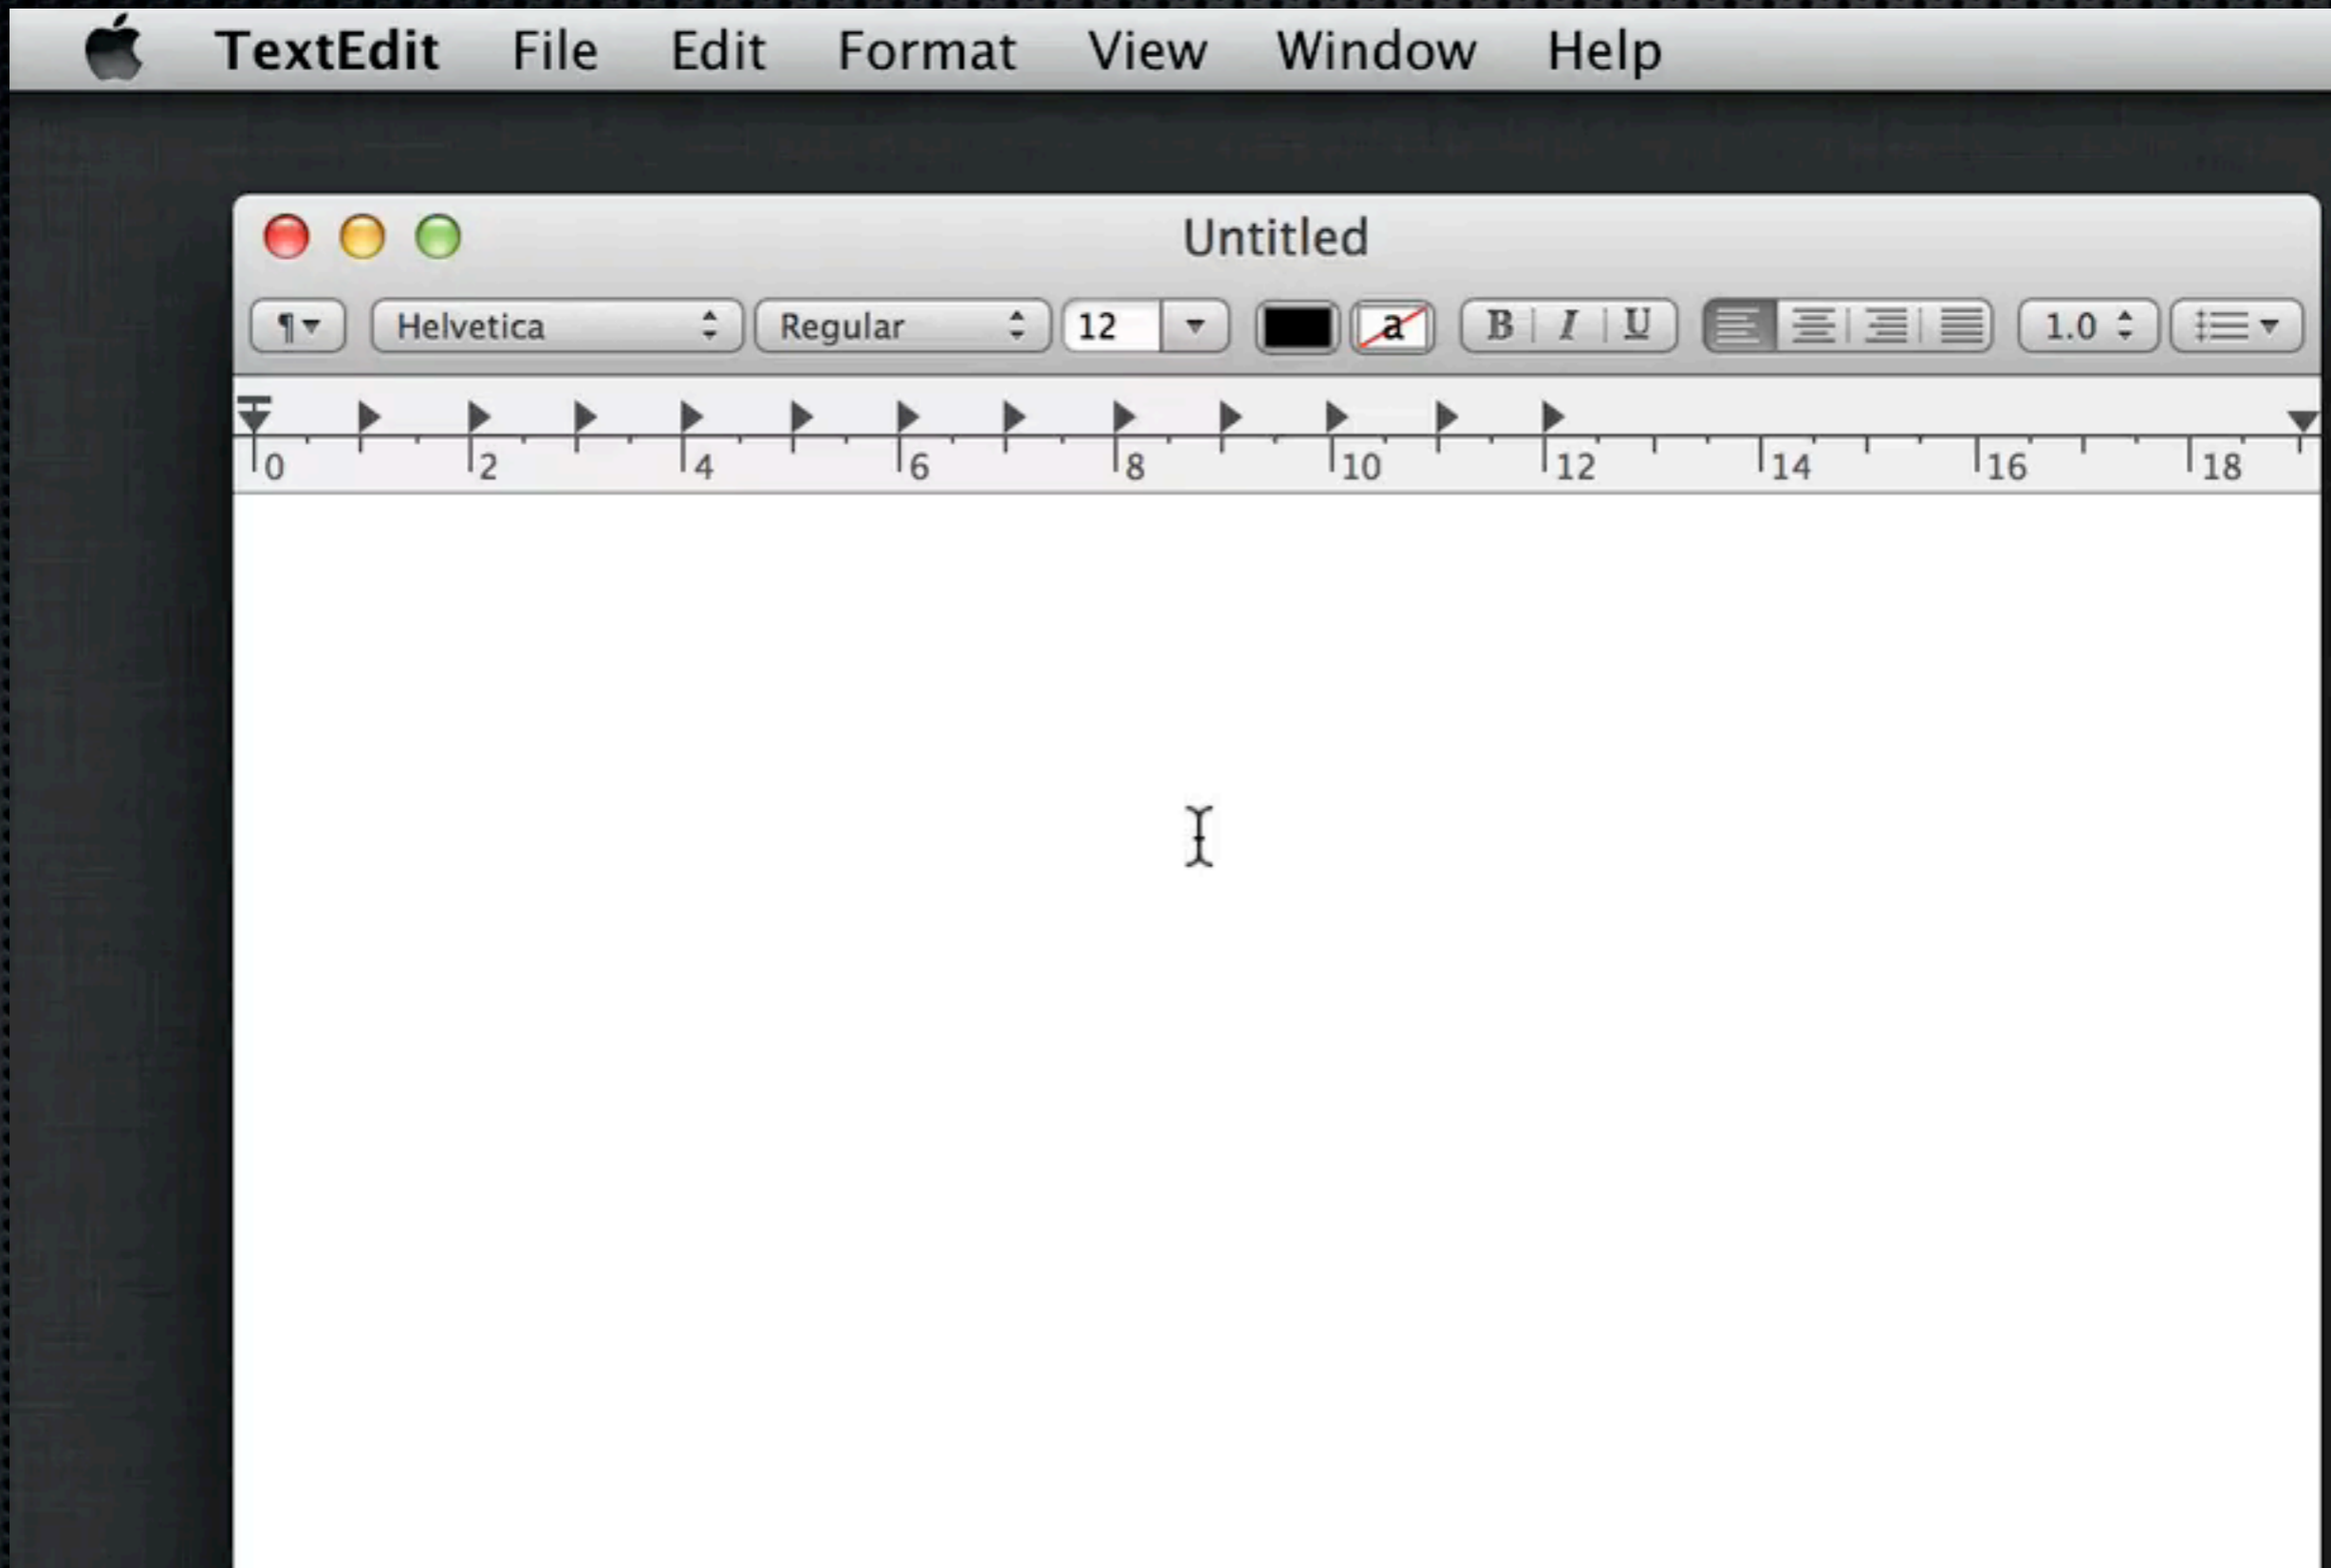 TextEdit File Edit Format View Window Help
Untitled
¶ Helvetica Regular 12 a B I U 1.0
0 2 4 6 8 10 12 14 16 18